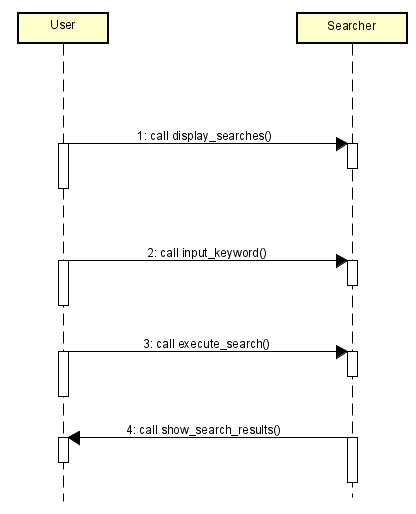 User
Searcher
1: call display_searches()
2: call input_keyword()
3: call execute_search()
4: call show_search_results()